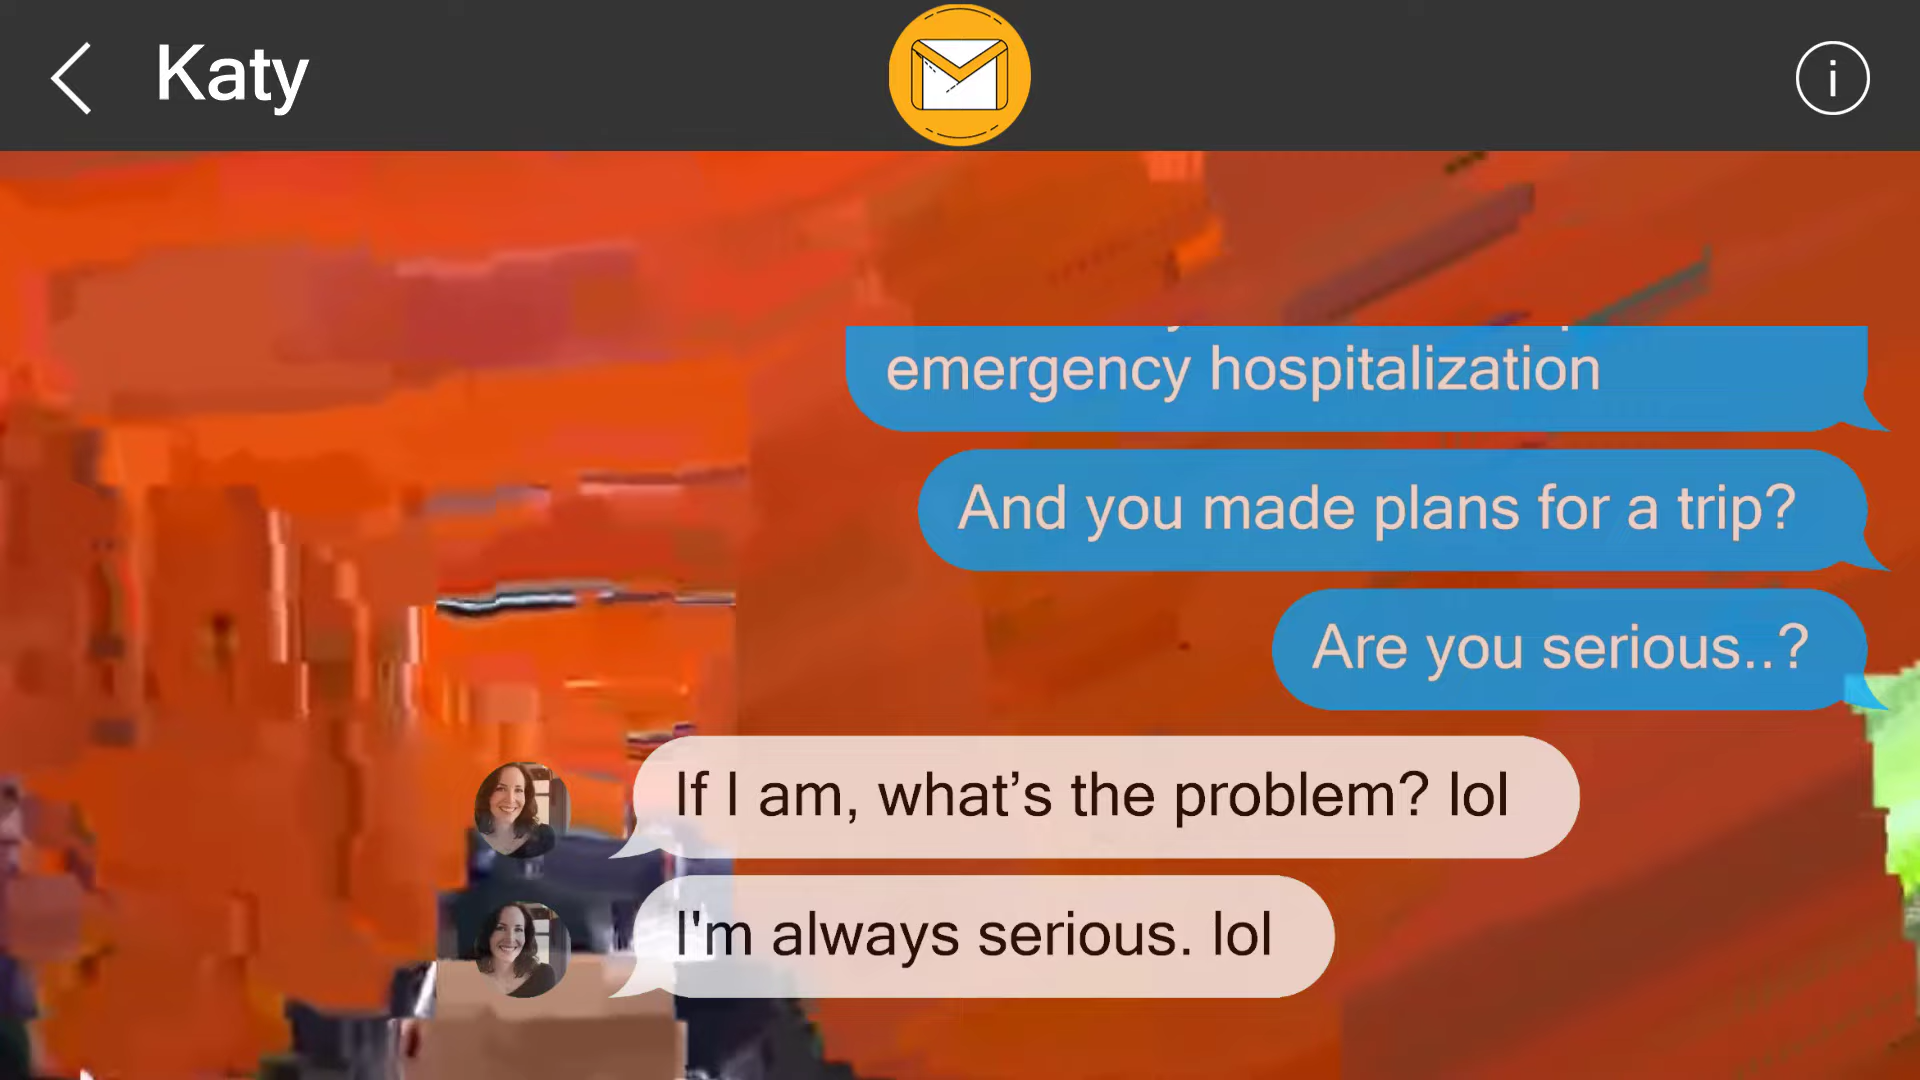 Katy
emergency hospitalization
And you made plans for a trip?
Are you serious..?
If I am, what’s the problem? lol
I'm always serious. lol